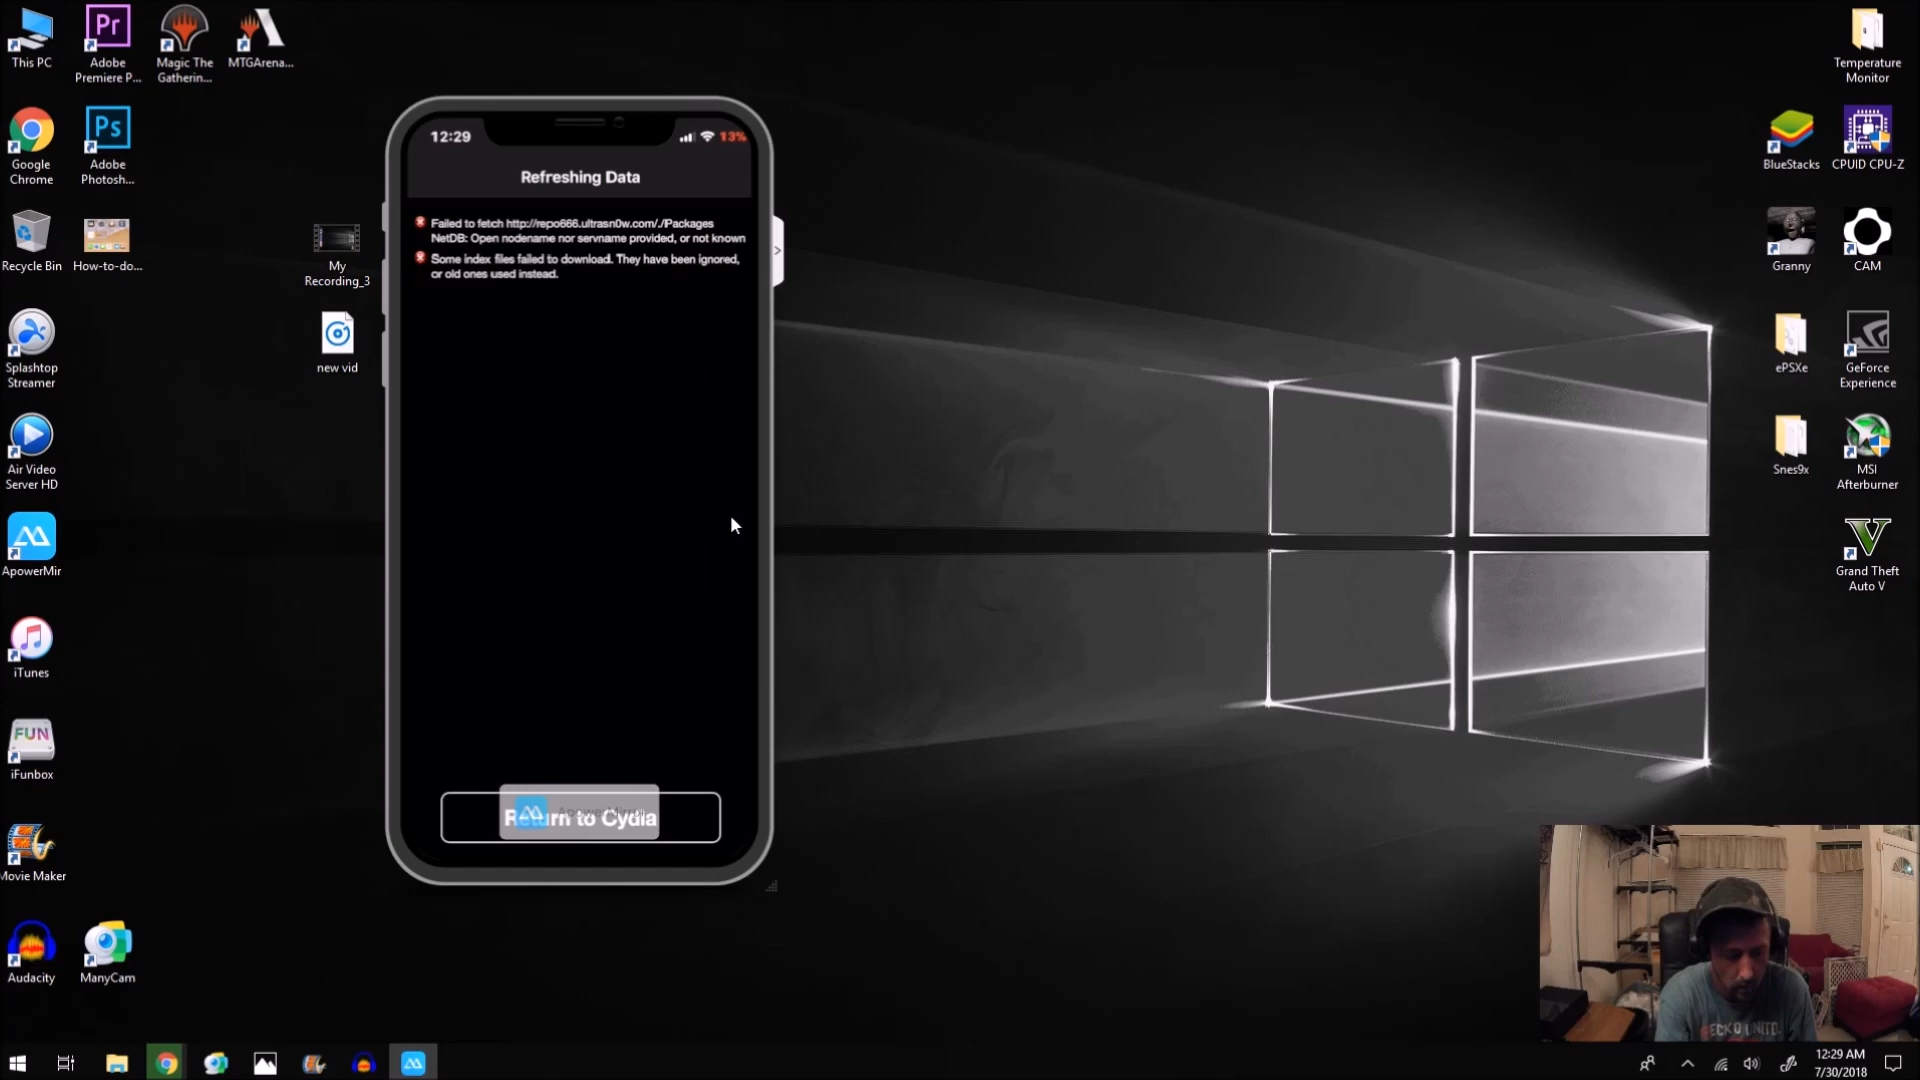 This PC
Adobe
Premiere P...
Magic The
Gatherin...
MTGArena...
Google
Chrome
Adobe
Photosh...
Recycle Bin
How-to-do...
Splashtop
Streamer
Air Video
Server HD
ApowerMir
iTunes
FUN
iFunbox
Movie Maker
Audacity
ManyCam
My
Recording_3
new vid
12:29
13%
Refreshing Data
Failed to fetch http://repo666.ultrasn0w.com/./Packages
NetDB: Open nodename nor servname provided, or not known
Some index files failed to download. They have been ignored,
or old ones used instead.
Return to Cydia
ApowerMirror
Temperature
Monitor
BlueStacks
CPUID CPU-Z
Granny
CAM
ePSXe
GeForce
Experience
Snes9x
MSI
Afterburner
Grand Theft
Auto V
Pr
Ps
GECKO UNITED.
12:29 AM
7/30/2018